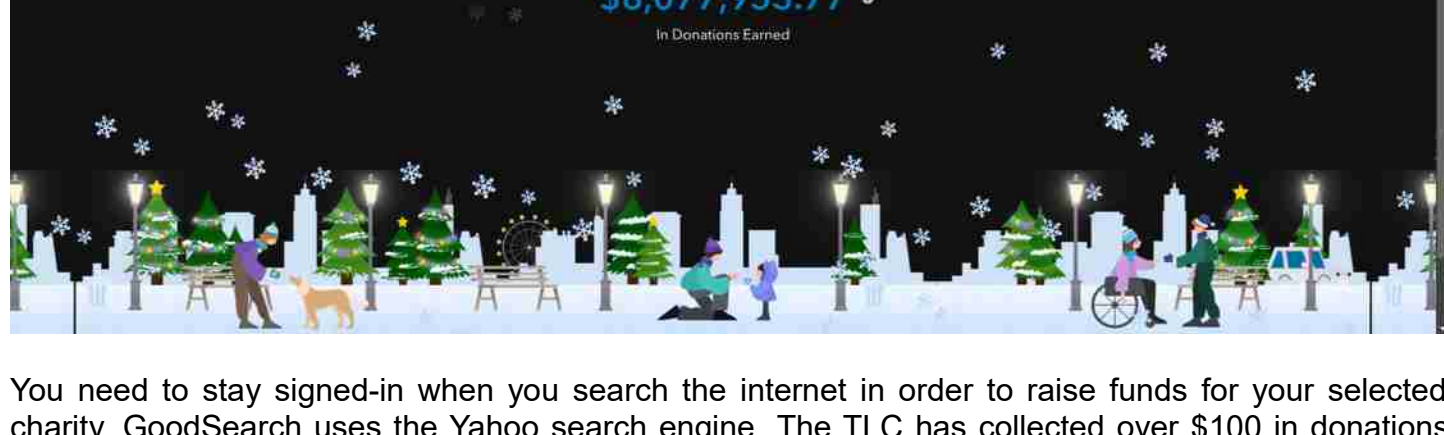 In Donations Earned
You need to stay signed-in when you search the internet in order to raise funds for your selected
charity. GoodSearch uses the Yahoo search engine. The TLC has collected over $100 in donations